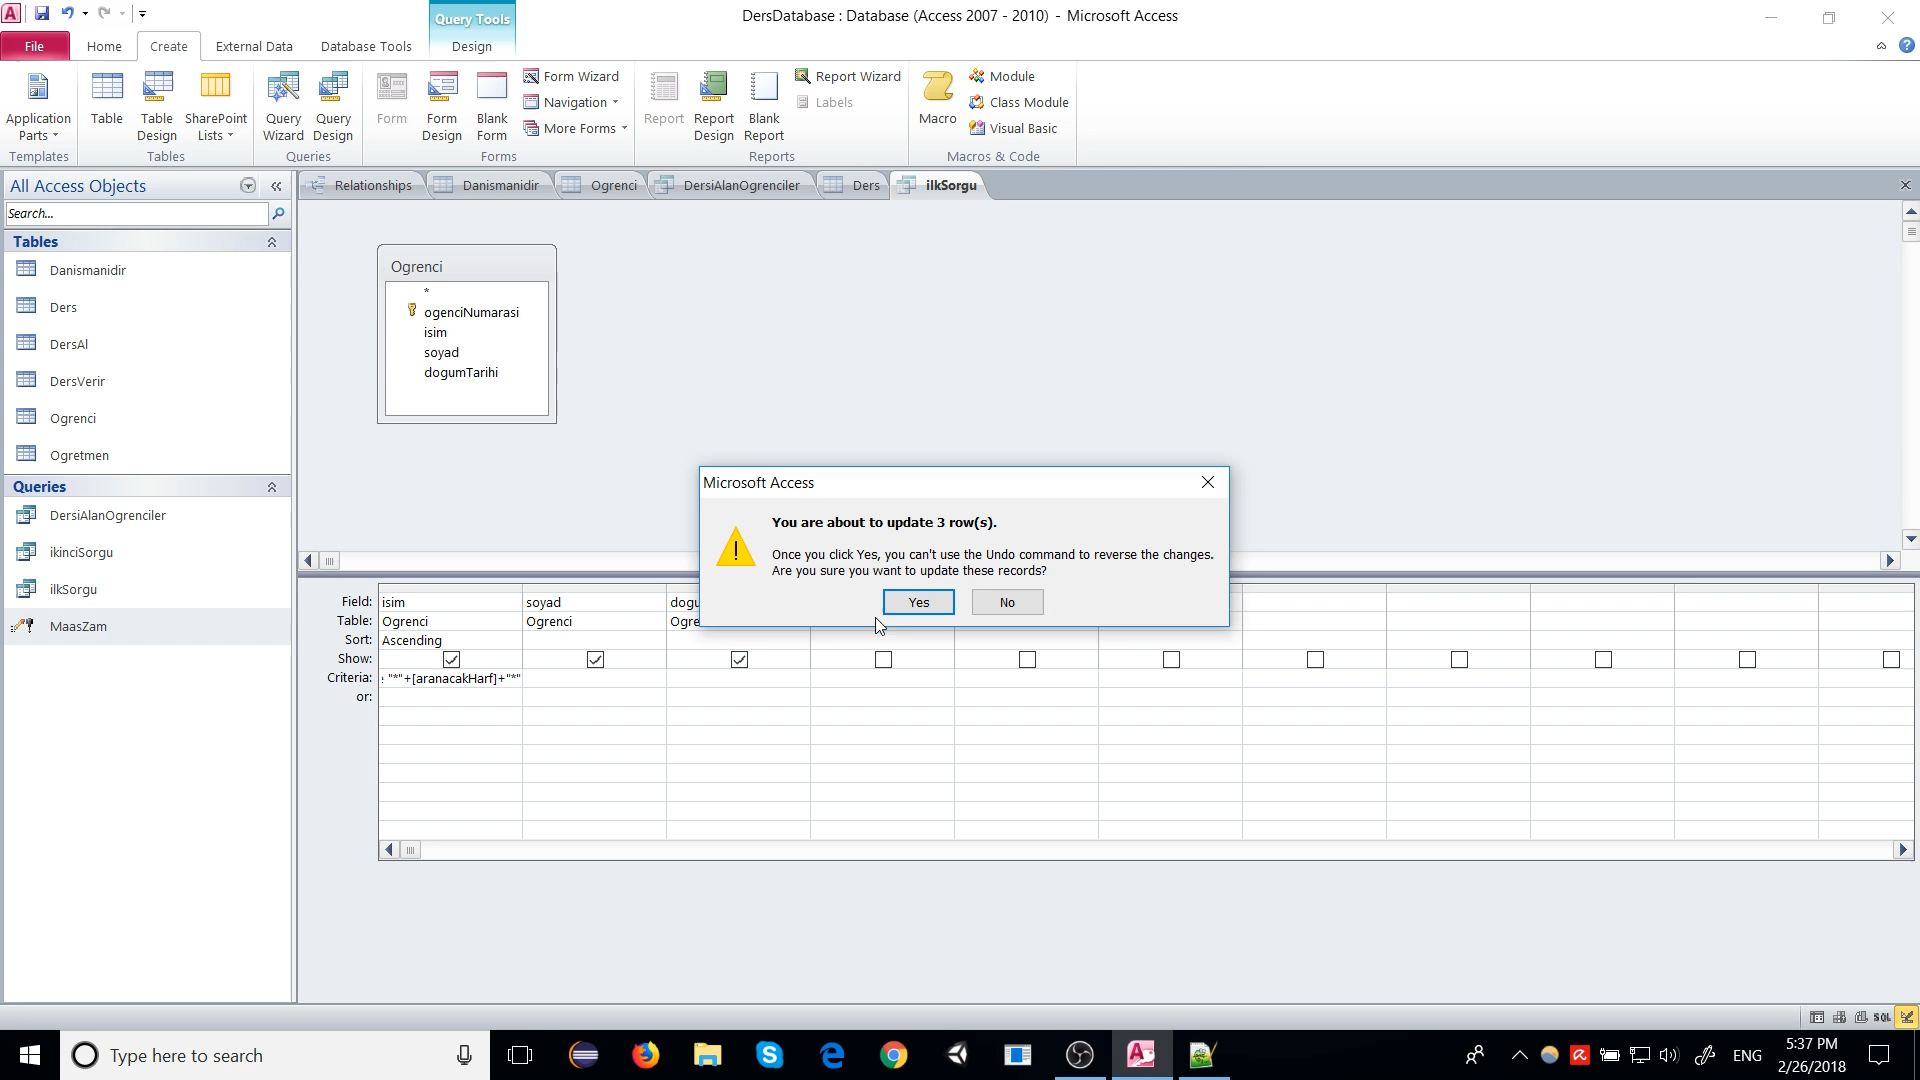 Query Tools
DersDatabase : Database (Access 2007 - 2010) - Microsoft Access
File Home Create External Data Database Tools Design
Application Parts
Table
Table Design
SharePoint Lists
Query Wizard
Query Design
Form
Form Design
Blank Form
Form Wizard
Navigation
More Forms
Report
Report Design
Blank Report
Report Wizard
Labels
Macro
Module
Class Module
Visual Basic
Templates Tables Queries Forms Reports Macros & Code
All Access Objects
Search...
Tables
Danismanidir
Ders
DersAl
DersVerir
Ogrenci
Ogretmen
Queries
DersiAlanOgrenciler
ikinciSorgu
ilkSorgu
MaasZam
Relationships Danismanidir Ogrenci DersiAlanOgrenciler Ders ilkSorgu
Ogrenci
*
ogenciNumarasi
isim
soyad
dogumTarihi
Microsoft Access
You are about to update 3 row(s).
Once you click Yes, you can't use the Undo command to reverse the changes.
Are you sure you want to update these records?
Yes No
Field: isim soyad dogu
Table: Ogrenci Ogrenci Ogre
Sort: Ascending
Show:
Criteria: "*"+[aranacakHarf]+"*"
or:
SQL
Type here to search
ENG
5:37 PM
2/26/2018